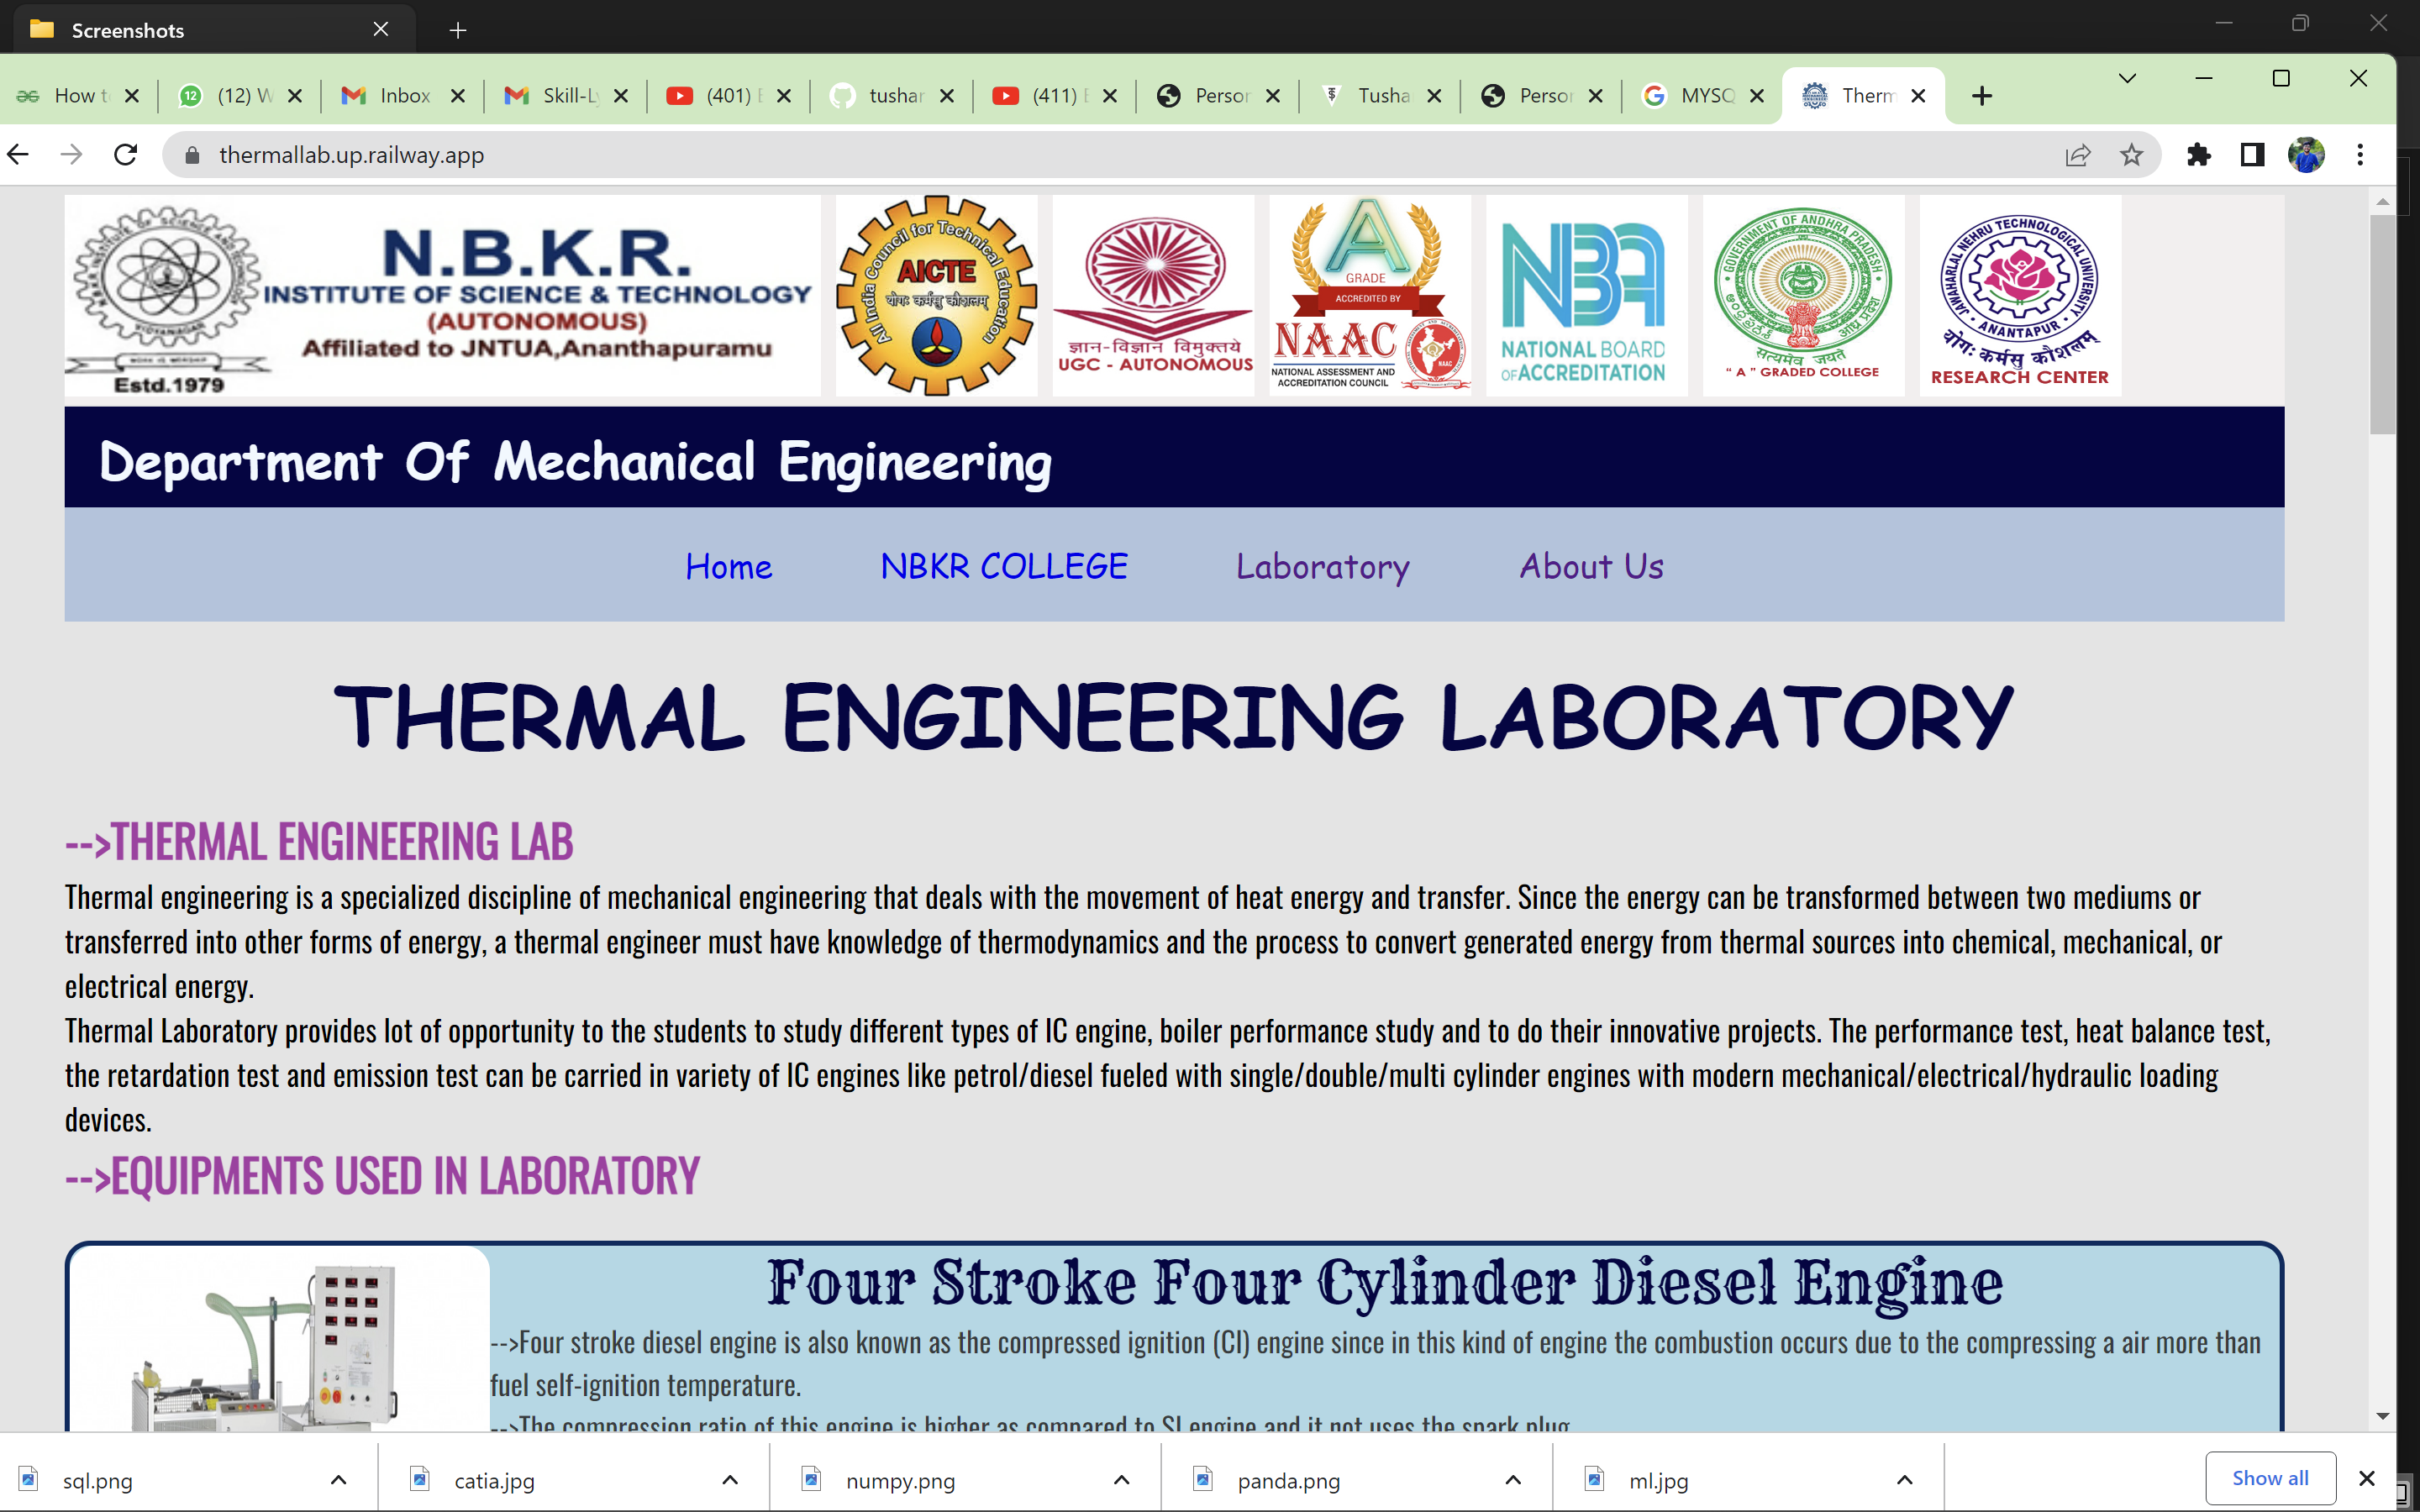 Screenshots
How t
(12) W
Inbox
Skill-Ly
(401) E
tushar
(411) E
Person
Tusha
Person
MYSQ
Therm
thermallab.up.railway.app
N.B.K.R.
INSTITUTE OF SCIENCE & TECHNOLOGY
(AUTONOMOUS)
Affiliated to JNTUA,Ananthapuramu
VIDYANAGAR
WORK IS WORSHIP
Estd.1979
All India Council for Technical Education
AICTE
योगः कर्मसु कौशलम्
ज्ञान-विज्ञान विमुक्तये
UGC - AUTONOMOUS
A
GRADE
ACCREDITED BY
NAAC
NATIONAL ASSESSMENT AND
ACCREDITATION COUNCIL
NBA
NATIONAL BOARD
OF ACCREDITATION
GOVERNMENT OF ANDHRA PRADESH
सत्यमेव जयते
“ A ” GRADED COLLEGE
JAWAHARLAL NEHRU TECHNOLOGICAL UNIVERSITY
ANANTAPUR
योगः कर्मसु कौशलम्
RESEARCH CENTER
Department Of Mechanical Engineering
Home NBKR COLLEGE Laboratory About Us
THERMAL ENGINEERING LABORATORY
-->THERMAL ENGINEERING LAB
Thermal engineering is a specialized discipline of mechanical engineering that deals with the movement of heat energy and transfer. Since the energy can be transformed between two mediums or
transferred into other forms of energy, a thermal engineer must have knowledge of thermodynamics and the process to convert generated energy from thermal sources into chemical, mechanical, or
electrical energy.
Thermal Laboratory provides lot of opportunity to the students to study different types of IC engine, boiler performance study and to do their innovative projects. The performance test, heat balance test,
the retardation test and emission test can be carried in variety of IC engines like petrol/diesel fueled with single/double/multi cylinder engines with modern mechanical/electrical/hydraulic loading
devices.
-->EQUIPMENTS USED IN LABORATORY
Four Stroke Four Cylinder Diesel Engine
-->Four stroke diesel engine is also known as the compressed ignition (CI) engine since in this kind of engine the combustion occurs due to the compressing a air more than
fuel self-ignition temperature.
-->The compression ratio of this engine is higher as compared to SI engine and it not uses the spark plug
sql.png
catia.jpg
numpy.png
panda.png
ml.jpg
Show all